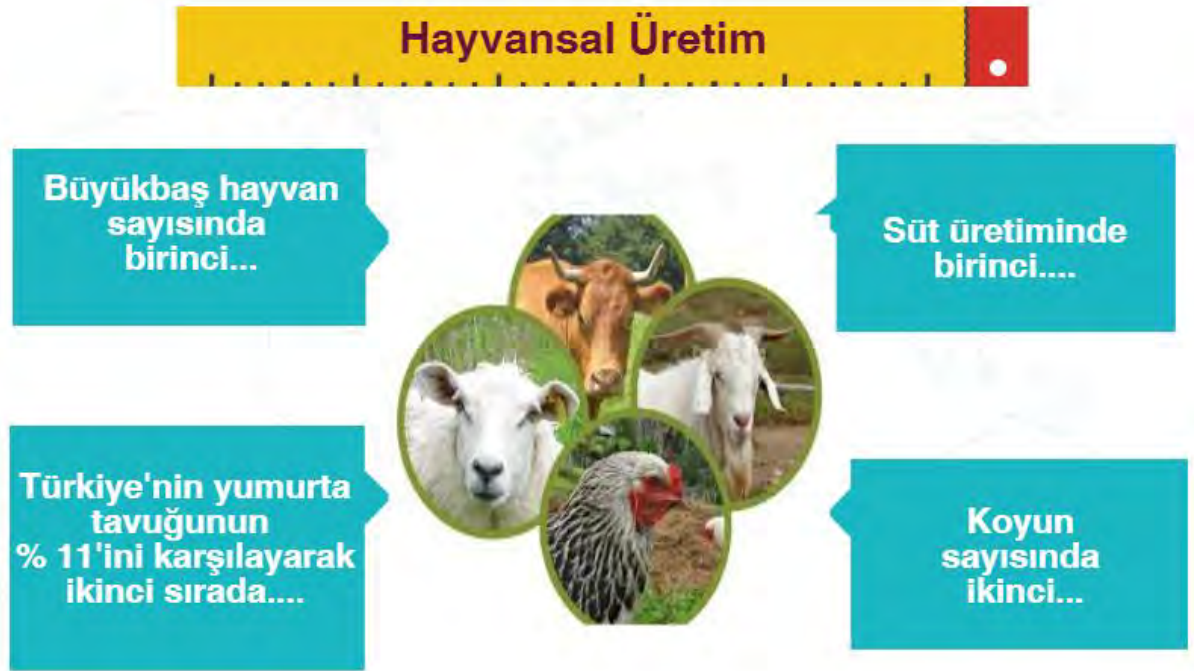 Hayvansal Üretim
Büyükbaş hayvan
sayısında
birinci...
Süt üretiminde
birinci....
Türkiye'nin yumurta
tavuğunun
% 11'ini karşılayarak
ikinci sırada....
Koyun
sayısında
ikinci...